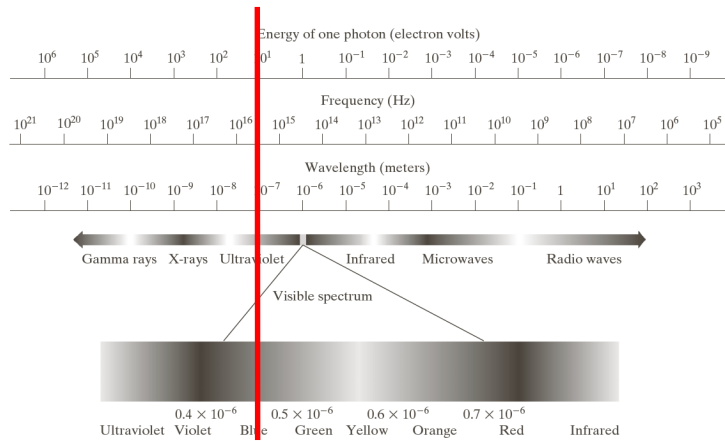 Energy of one photon (electron volts)
10⁶ 10⁵ 10⁴ 10³ 10² 10¹ 1 10⁻¹ 10⁻² 10⁻³ 10⁻⁴ 10⁻⁵ 10⁻⁶ 10⁻⁷ 10⁻⁸ 10⁻⁹
Frequency (Hz)
10²¹ 10²⁰ 10¹⁹ 10¹⁸ 10¹⁷ 10¹⁶ 10¹⁵ 10¹⁴ 10¹³ 10¹² 10¹¹ 10¹⁰ 10⁹ 10⁸ 10⁷ 10⁶ 10⁵
Wavelength (meters)
10⁻¹² 10⁻¹¹ 10⁻¹⁰ 10⁻⁹ 10⁻⁸ 10⁻⁷ 10⁻⁶ 10⁻⁵ 10⁻⁴ 10⁻³ 10⁻² 10⁻¹ 1 10¹ 10² 10³
Gamma rays X-rays Ultraviolet Infrared Microwaves Radio waves
Visible spectrum
0.4 × 10⁻⁶ 0.5 × 10⁻⁶ 0.6 × 10⁻⁶ 0.7 × 10⁻⁶
Ultraviolet Violet Blue Green Yellow Orange Red Infrared